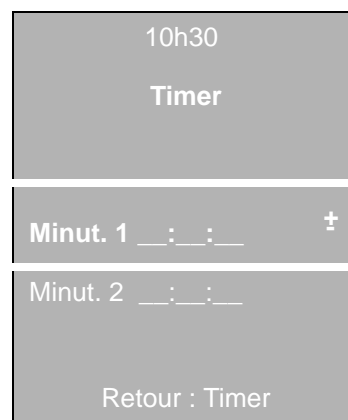 10h30
Timer
Minut. 1 __:__:__ ±
Minut. 2 __:__:__
Retour : Timer